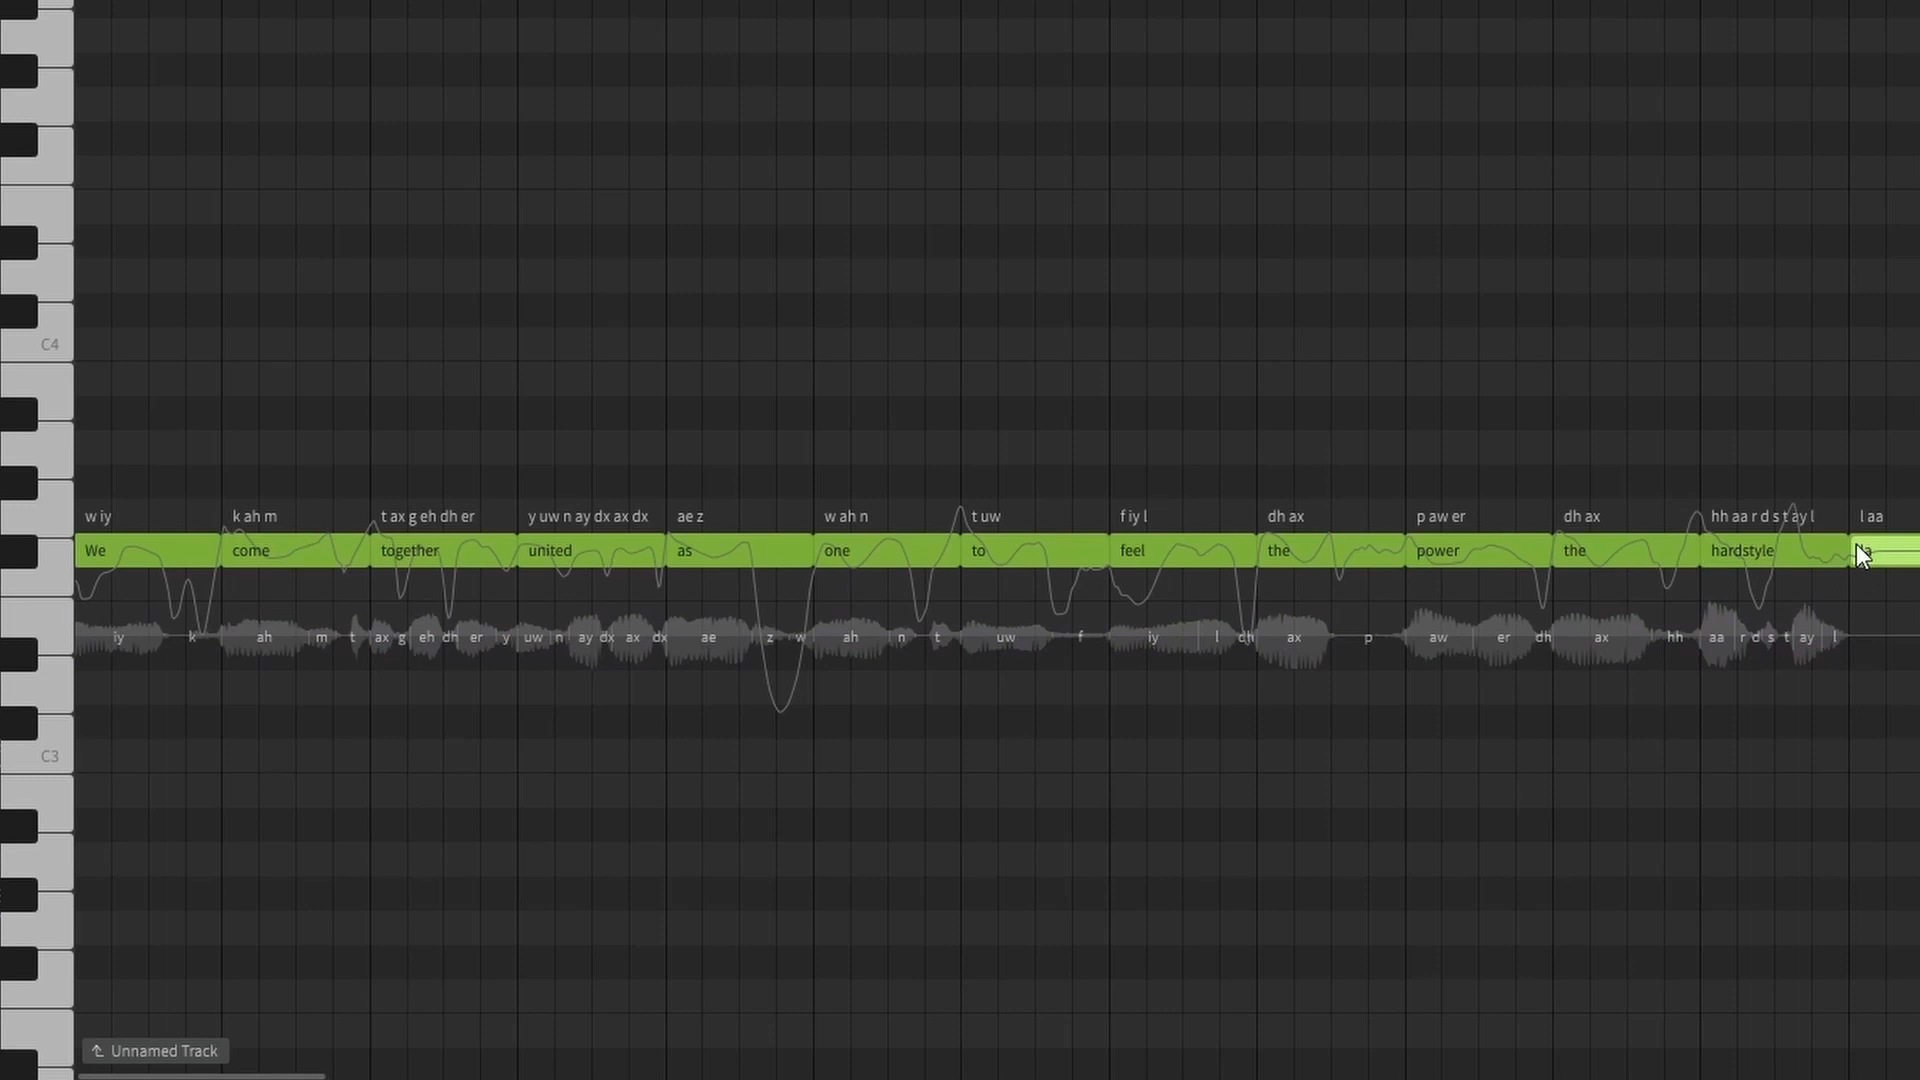 C4
w iy k ah m t ax g eh dh er y uw n ay dx ax dx ae z w ah n t uw f iy l dh ax p aw er dh ax hh aa r d s t ay l l aa
We come together united as one to feel the power the hardstyle
iy k ah m t ax g eh dh er y uw n ay dx ax dx ae z w ah n t uw f iy l dh ax p aw er dh ax hh aa r d s t ay l
C3
Unnamed Track